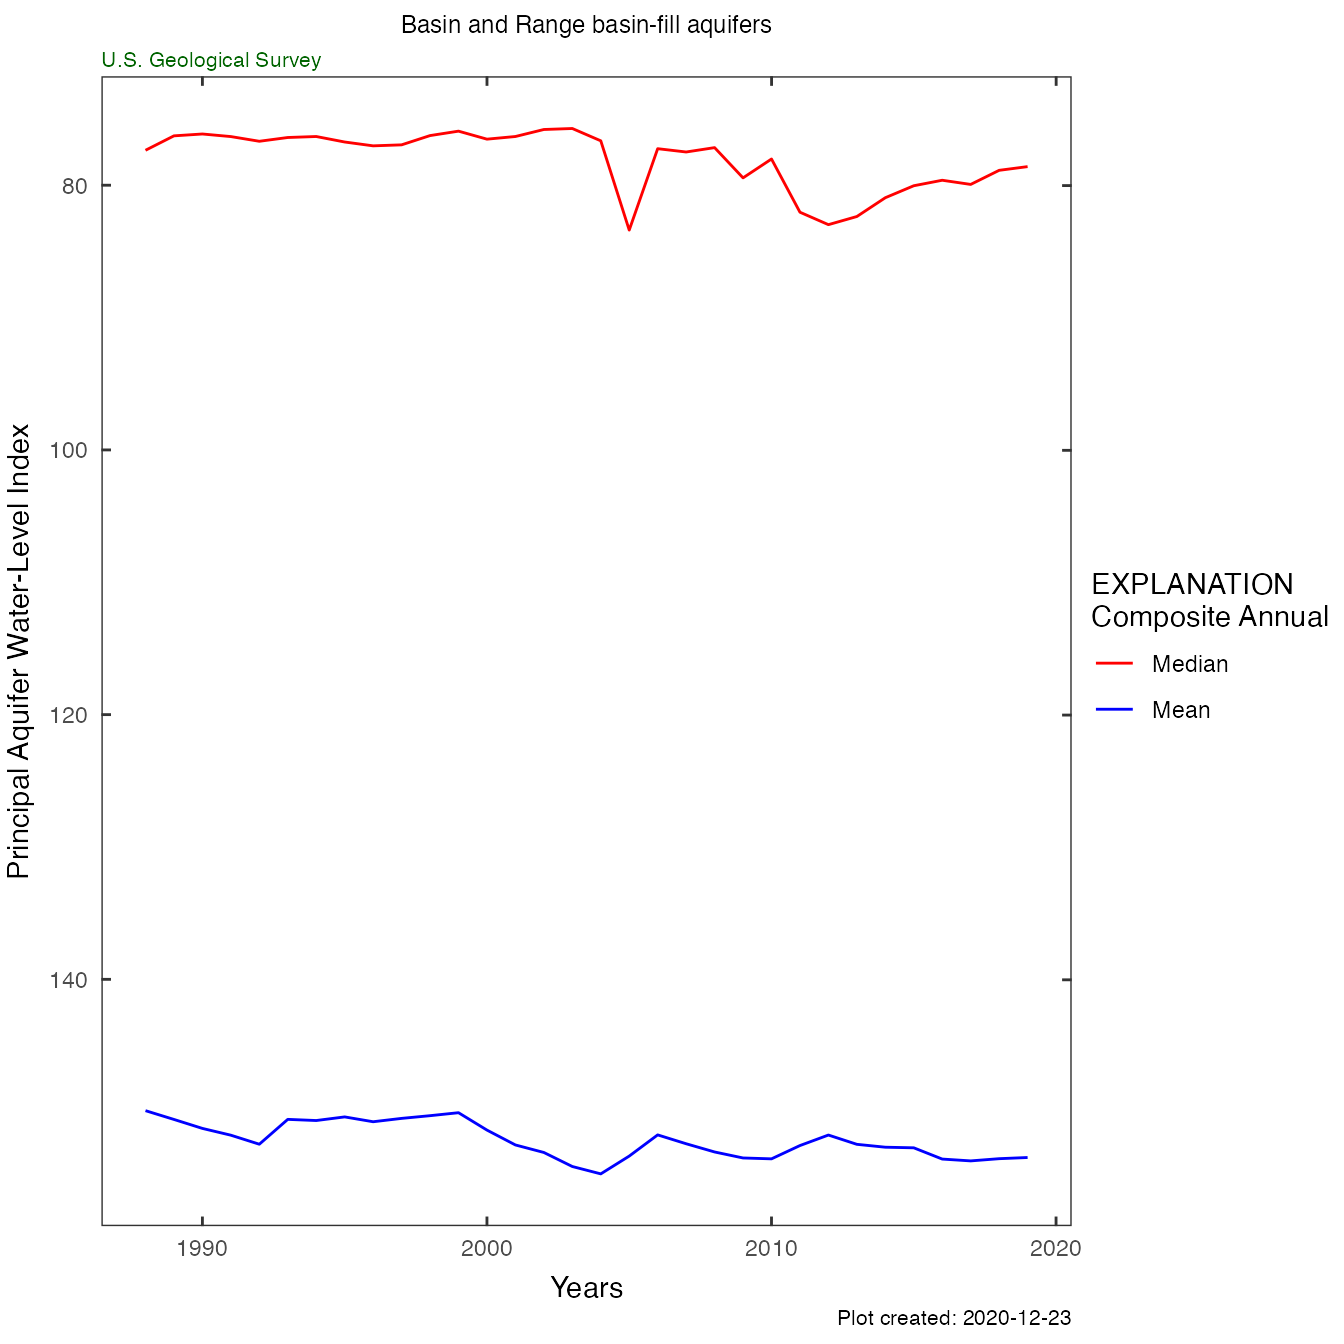 Basin and Range basin-fill aquifers
U.S. Geological Survey
Principal Aquifer Water-Level Index
80
100
120
140
1990
2000
2010
2020
Years
EXPLANATION
Composite Annual
Median
Mean
Plot created: 2020-12-23